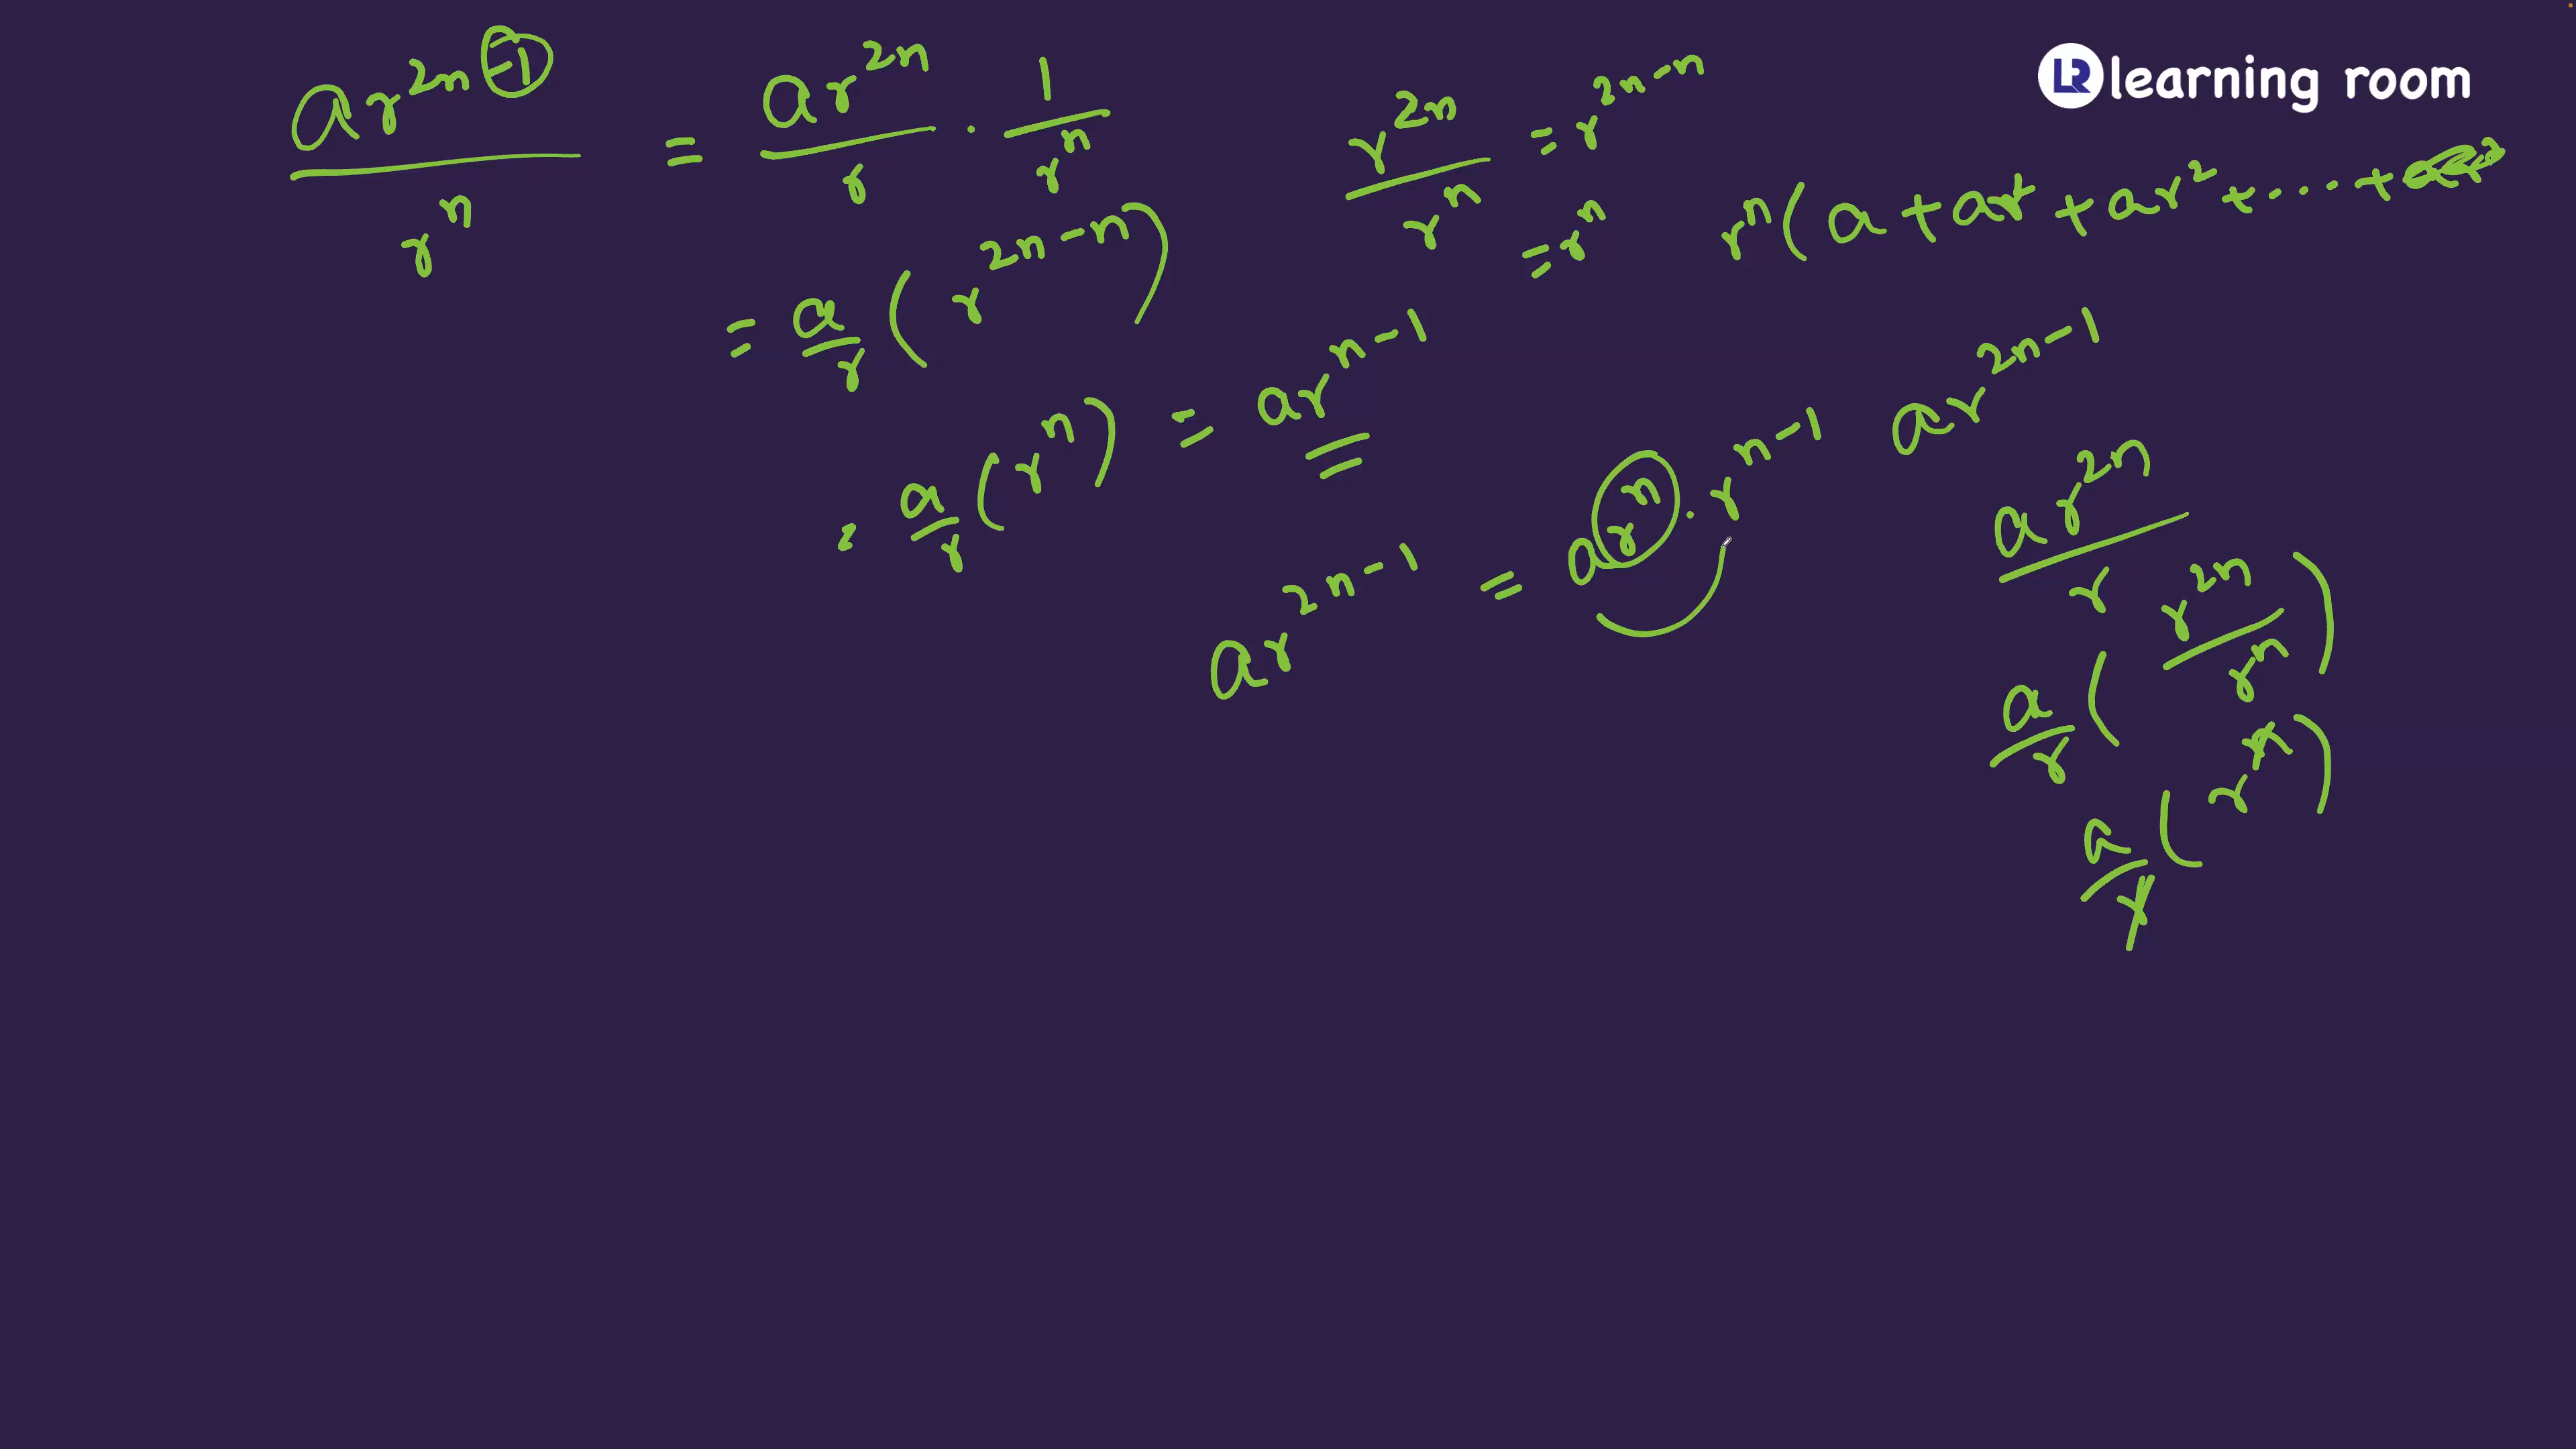 LR learning room
ar^{2n-1} / r^n = ar^{2n} / r · 1 / r^n
= a/r (r^{2n-n})
= a/r (r^n) = ar^{n-1}
r^{2n} / r^n = r^{2n-n}
= r^n
r^n (a + ar + ar^2 + ... +
ar^{2n-1} = ar^n · r^{n-1}
ar^{2n-1}
ar^{2n} / r
a/r ( r^{2n} / r^n )
a/r ( r^n )